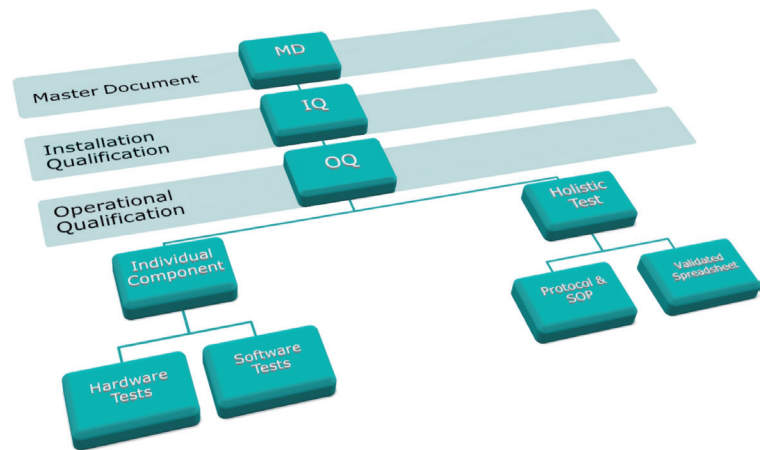 MD
Master Document
IQ
Installation
Qualification
OQ
Operational
Qualification
Holistic
Test
Individual
Component
Protocol &
SOP
Validated
Spreadsheet
Hardware
Tests
Software
Tests